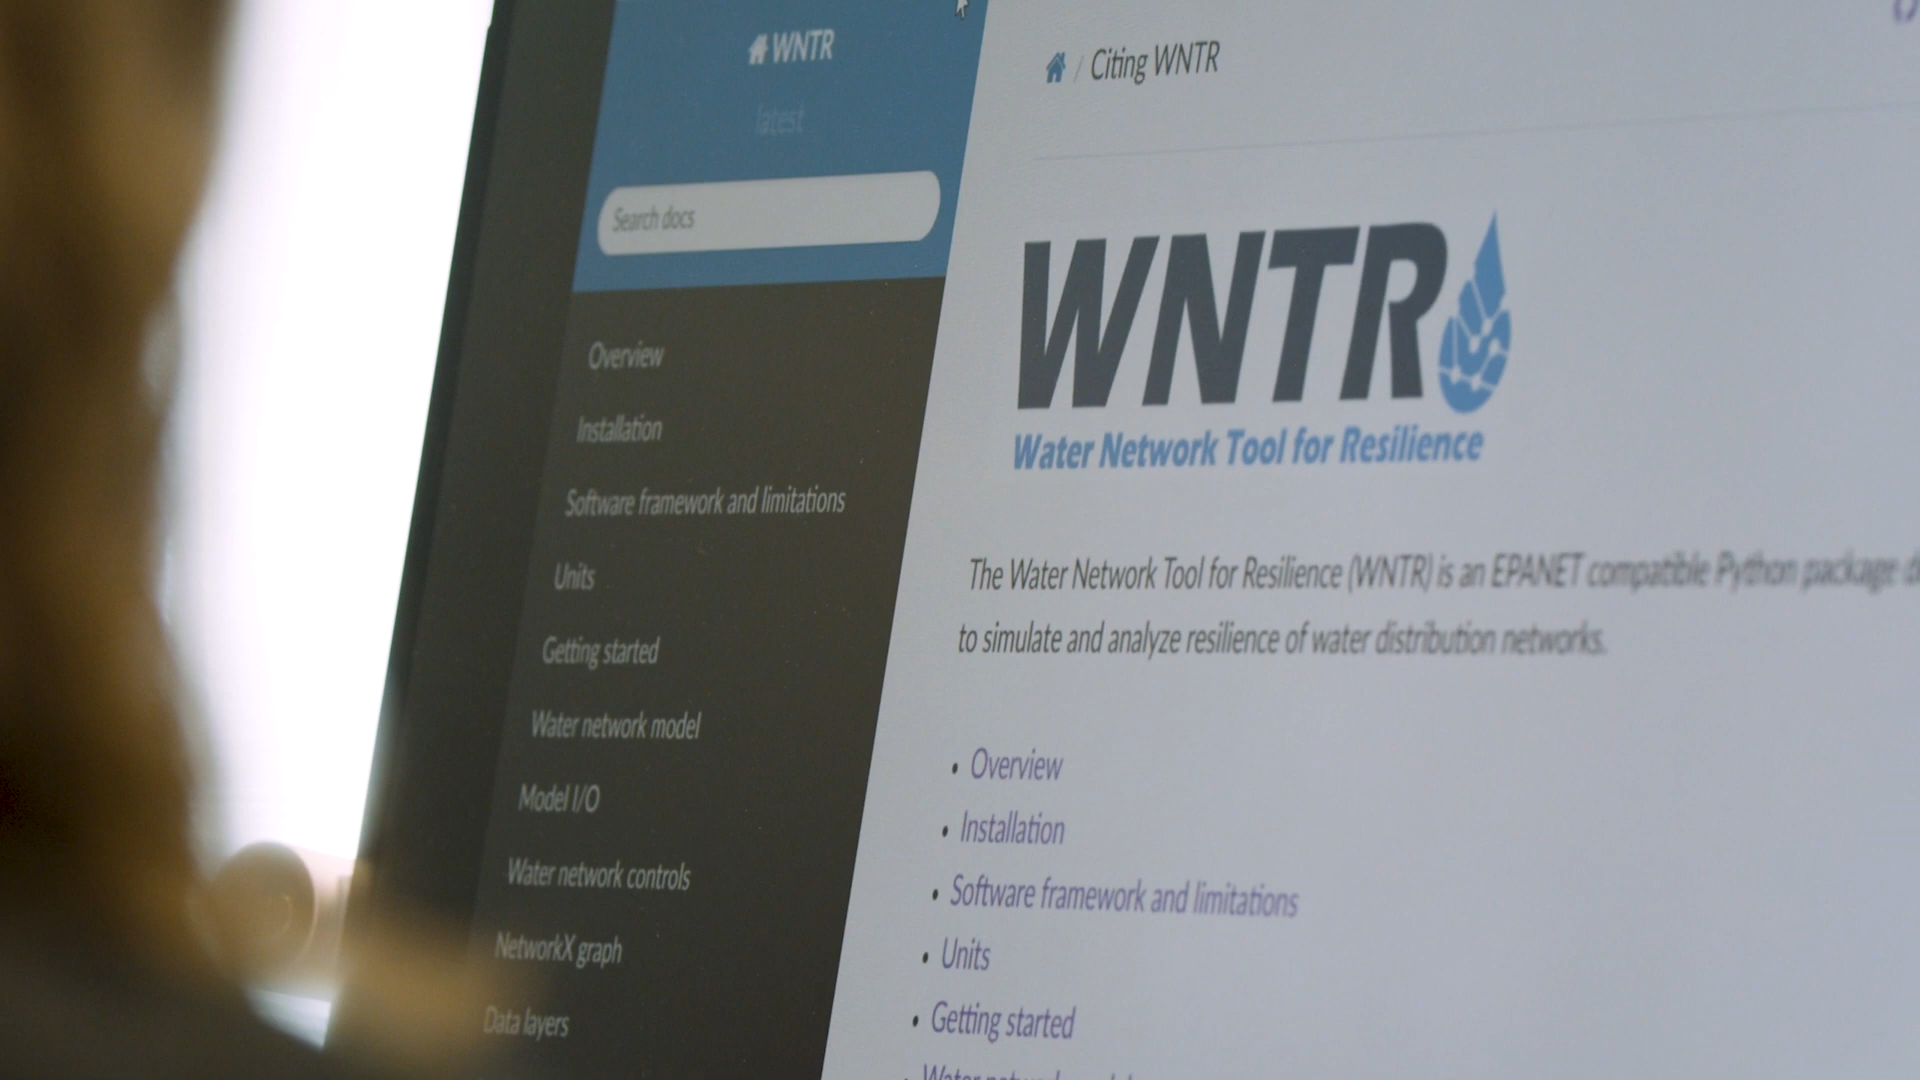 WNTR
latest
Search docs
Overview
Installation
Software framework and limitations
Units
Getting started
Water network model
Model I/O
Water network controls
NetworkX graph
Data layers
/ Citing WNTR
WNTR
Water Network Tool for Resilience
The Water Network Tool for Resilience (WNTR) is an EPANET compatible Python package
to simulate and analyze resilience of water distribution networks.
• Overview
• Installation
• Software framework and limitations
• Units
• Getting started